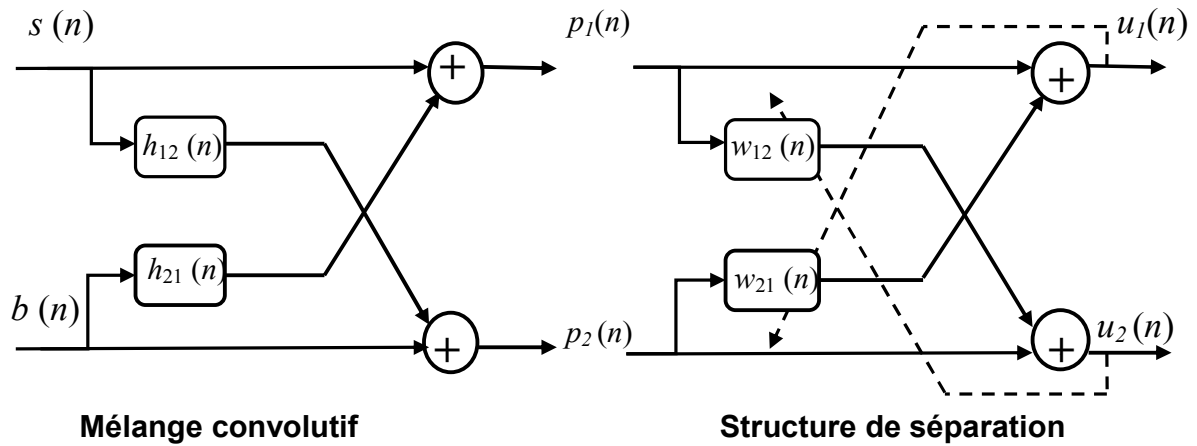 s (n)
h12 (n)
h21 (n)
b (n)
+
+
p1(n)
p2 (n)
w12 (n)
w21 (n)
+
+
u1(n)
u2 (n)
Mélange convolutif
Structure de séparation